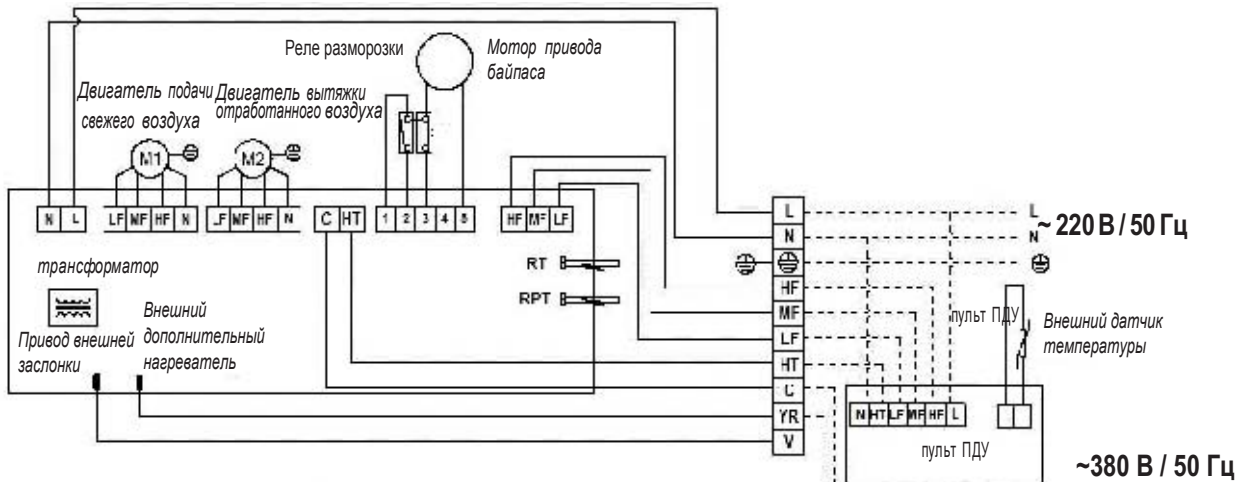 Реле разморозки
Мотор привода
байпаса
Двигатель подачи
свежего воздуха
Двигатель вытяжки
отработанного воздуха
M1
M2
N L
LF MF HF N
LF MF HF N
C HT
1 2 3 4 5
HF MF LF
RT
RPT
трансформатор
Привод внешней
заслонки
Внешний
дополнительный
нагреватель
L
N
HF
MF
LF
HT
C
YR
V
L
N
~ 220 В / 50 Гц
пульт ПДУ
Внешний датчик
температуры
N HT LF MF HF L
пульт ПДУ
~380 В / 50 Гц